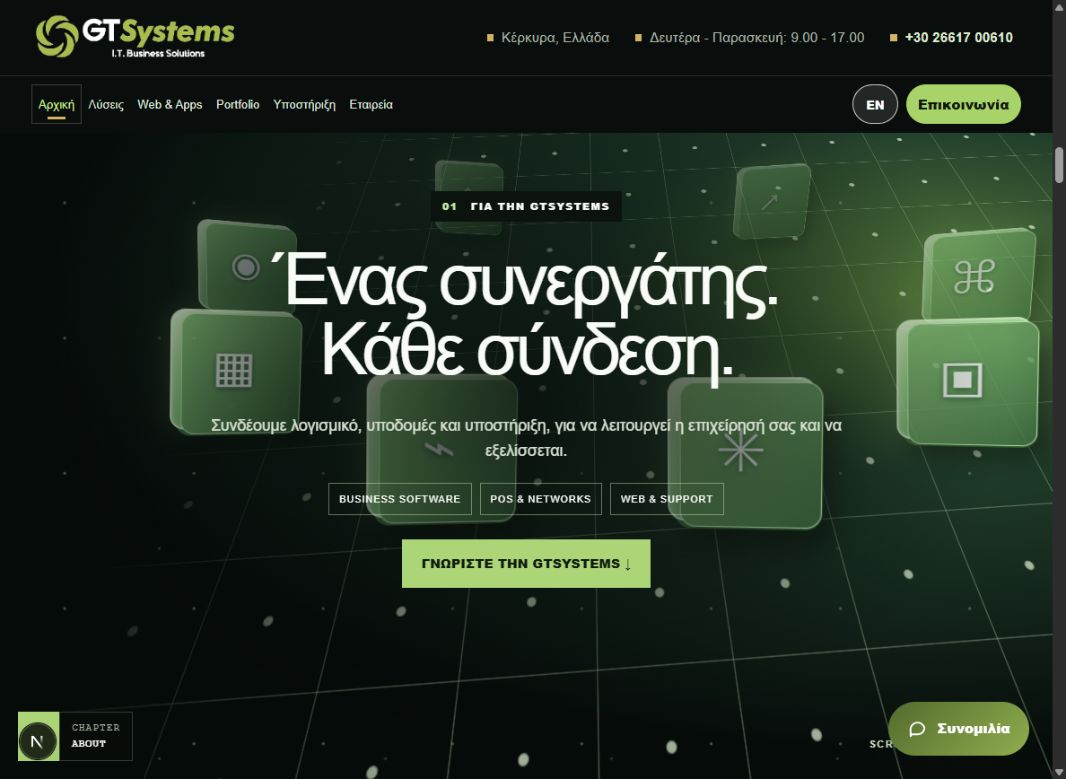 GTSystems
I.T. Business Solutions
Κέρκυρα, Ελλάδα
Δευτέρα - Παρασκευή: 9.00 - 17.00
+30 26617 00610
Αρχική
Λύσεις
Web & Apps
Portfolio
Υποστήριξη
Εταιρεία
EN
Επικοινωνία
01 ΓΙΑ ΤΗΝ GTSYSTEMS
Ένας συνεργάτης.
Κάθε σύνδεση.
Συνδέουμε λογισμικό, υποδομές και υποστήριξη, για να λειτουργεί η επιχείρησή σας και να
εξελίσσεται.
BUSINESS SOFTWARE
POS & NETWORKS
WEB & SUPPORT
ΓΝΩΡΙΣΤΕ ΤΗΝ GTSYSTEMS ↓
N
CHAPTER
ABOUT
Συνομιλία